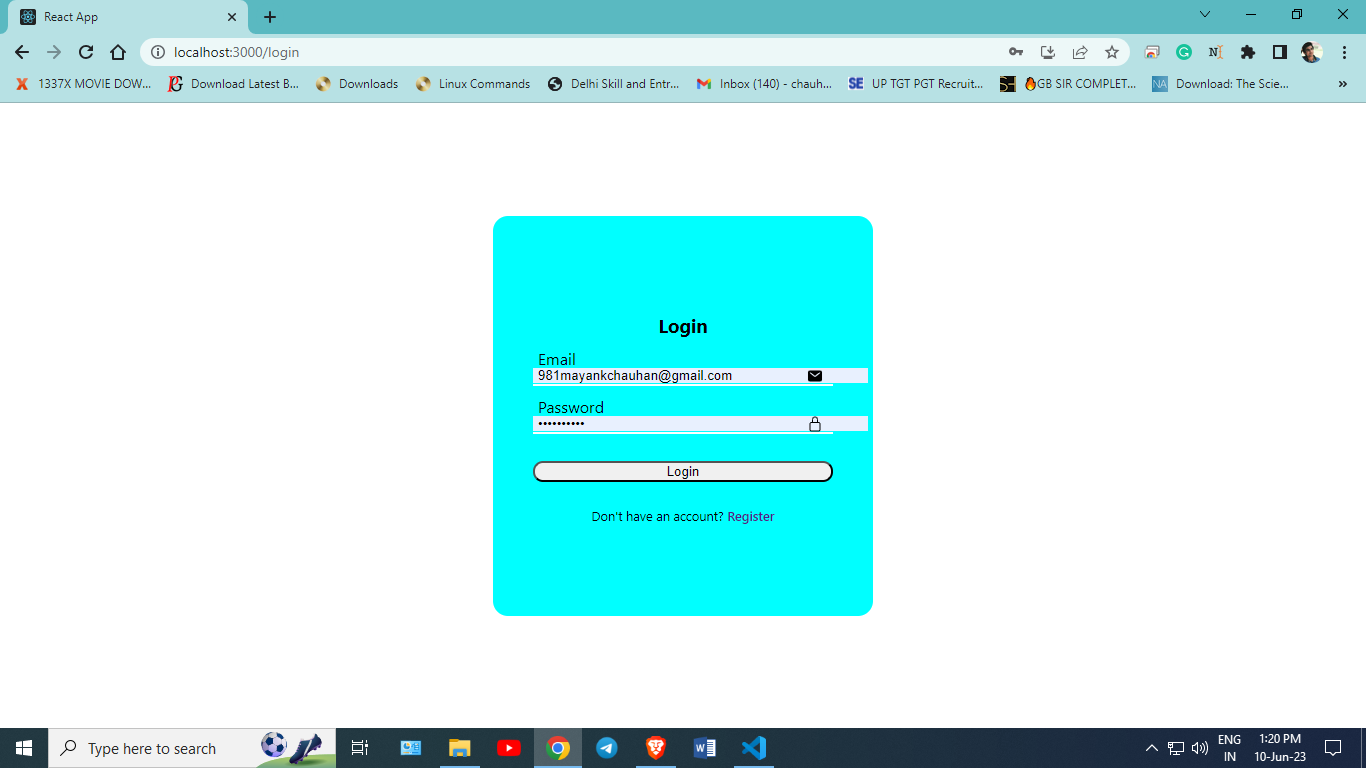 React App
localhost:3000/login
1337X MOVIE DOW...
Download Latest B...
Downloads
Linux Commands
Delhi Skill and Entr...
Inbox (140) - chauh...
UP TGT PGT Recruit...
🔥GB SIR COMPLET...
Download: The Scie...
Login
Email
981mayankchauhan@gmail.com
Password
••••••••••
Login
Don't have an account? Register
Type here to search
ENG
IN
1:20 PM
10-Jun-23